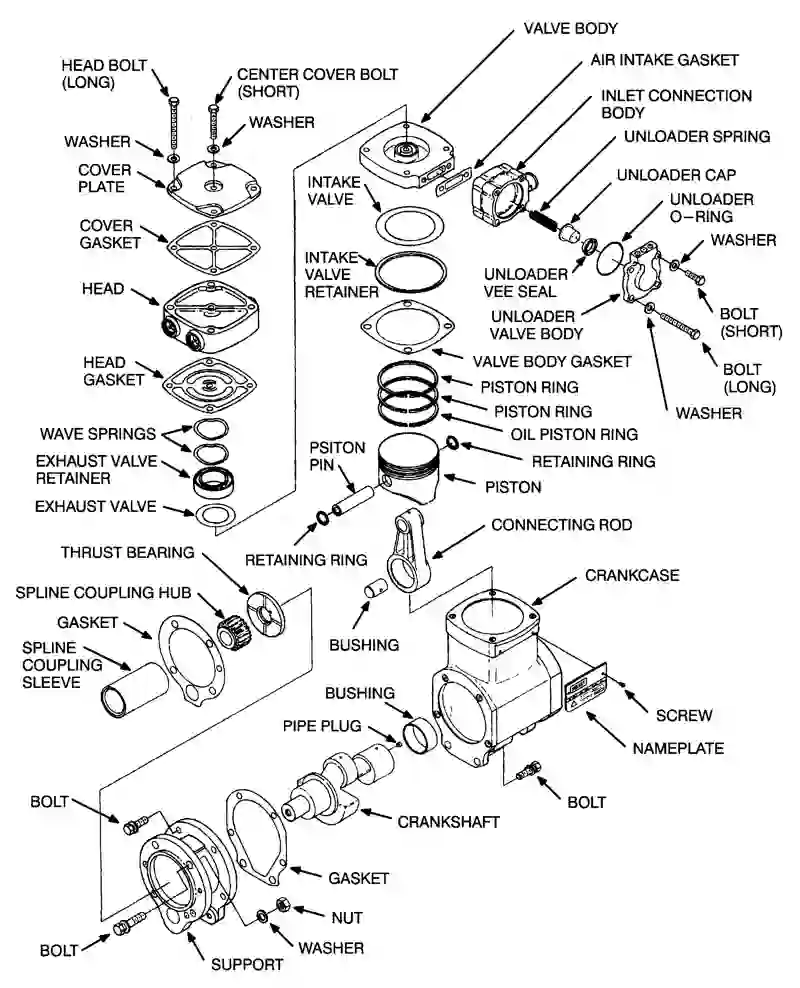 VALVE BODY
AIR INTAKE GASKET
HEAD BOLT
(LONG)
CENTER COVER BOLT
(SHORT)
INLET CONNECTION
BODY
WASHER
UNLOADER SPRING
WASHER
COVER
PLATE
UNLOADER CAP
INTAKE
VALVE
UNLOADER
O-RING
COVER
GASKET
WASHER
INTAKE
VALVE
RETAINER
UNLOADER
VEE SEAL
HEAD
UNLOADER
VALVE BODY
BOLT
(SHORT)
HEAD
GASKET
VALVE BODY GASKET
BOLT
(LONG)
PISTON RING
PISTON RING
WASHER
WAVE SPRINGS
OIL PISTON RING
PSITON
PIN
EXHAUST VALVE
RETAINER
RETAINING RING
PISTON
EXHAUST VALVE
CONNECTING ROD
THRUST BEARING
RETAINING RING
CRANKCASE
SPLINE COUPLING HUB
GASKET
BUSHING
SPLINE
COUPLING
SLEEVE
BUSHING
SCREW
PIPE PLUG
NAMEPLATE
BOLT
BOLT
CRANKSHAFT
GASKET
NUT
WASHER
BOLT
SUPPORT